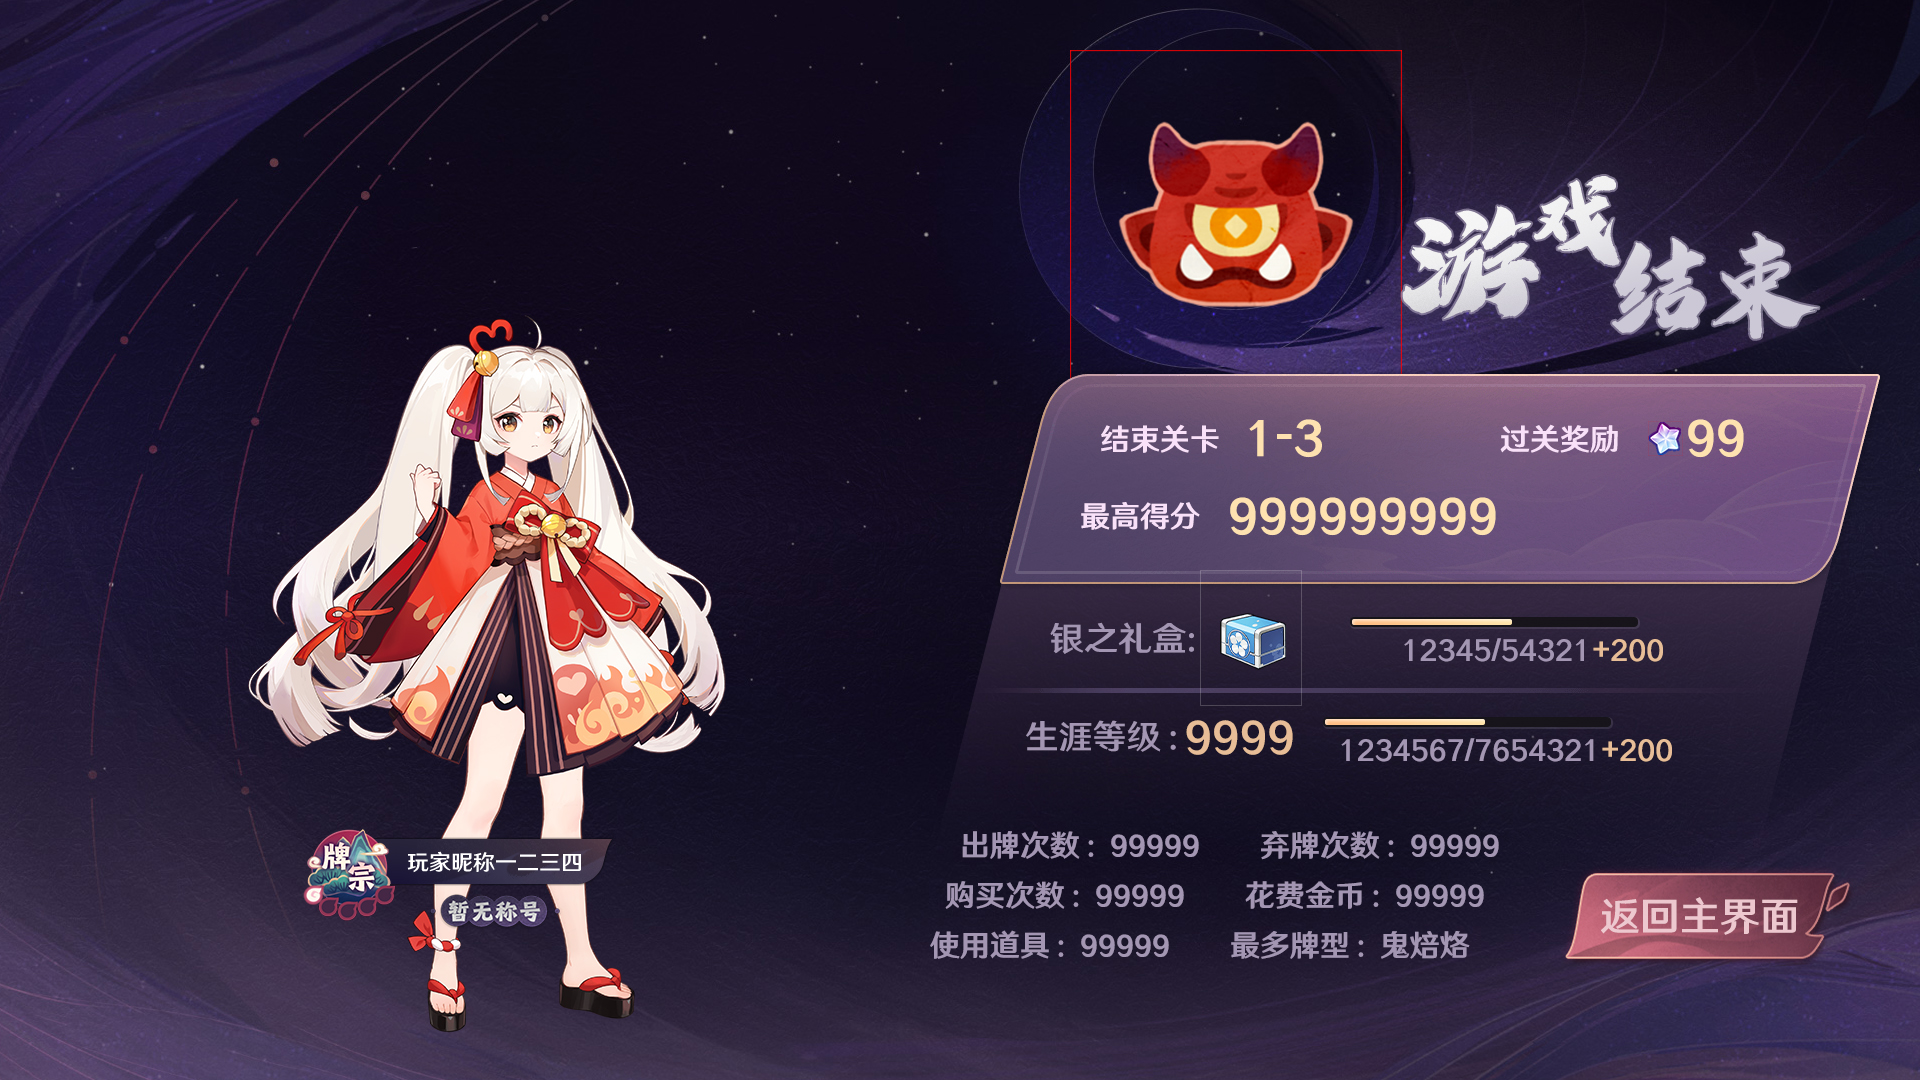 游戏结束
结束关卡 1-3 过关奖励 99
最高得分 999999999
银之礼盒: 12345/54321+200
生涯等级 : 9999 1234567/7654321+200
出牌次数 : 99999 弃牌次数 : 99999
购买次数 : 99999 花费金币 : 99999
使用道具 : 99999 最多牌型 : 鬼焙烙
返回主界面
牌宗
玩家昵称一二三四
暂无称号